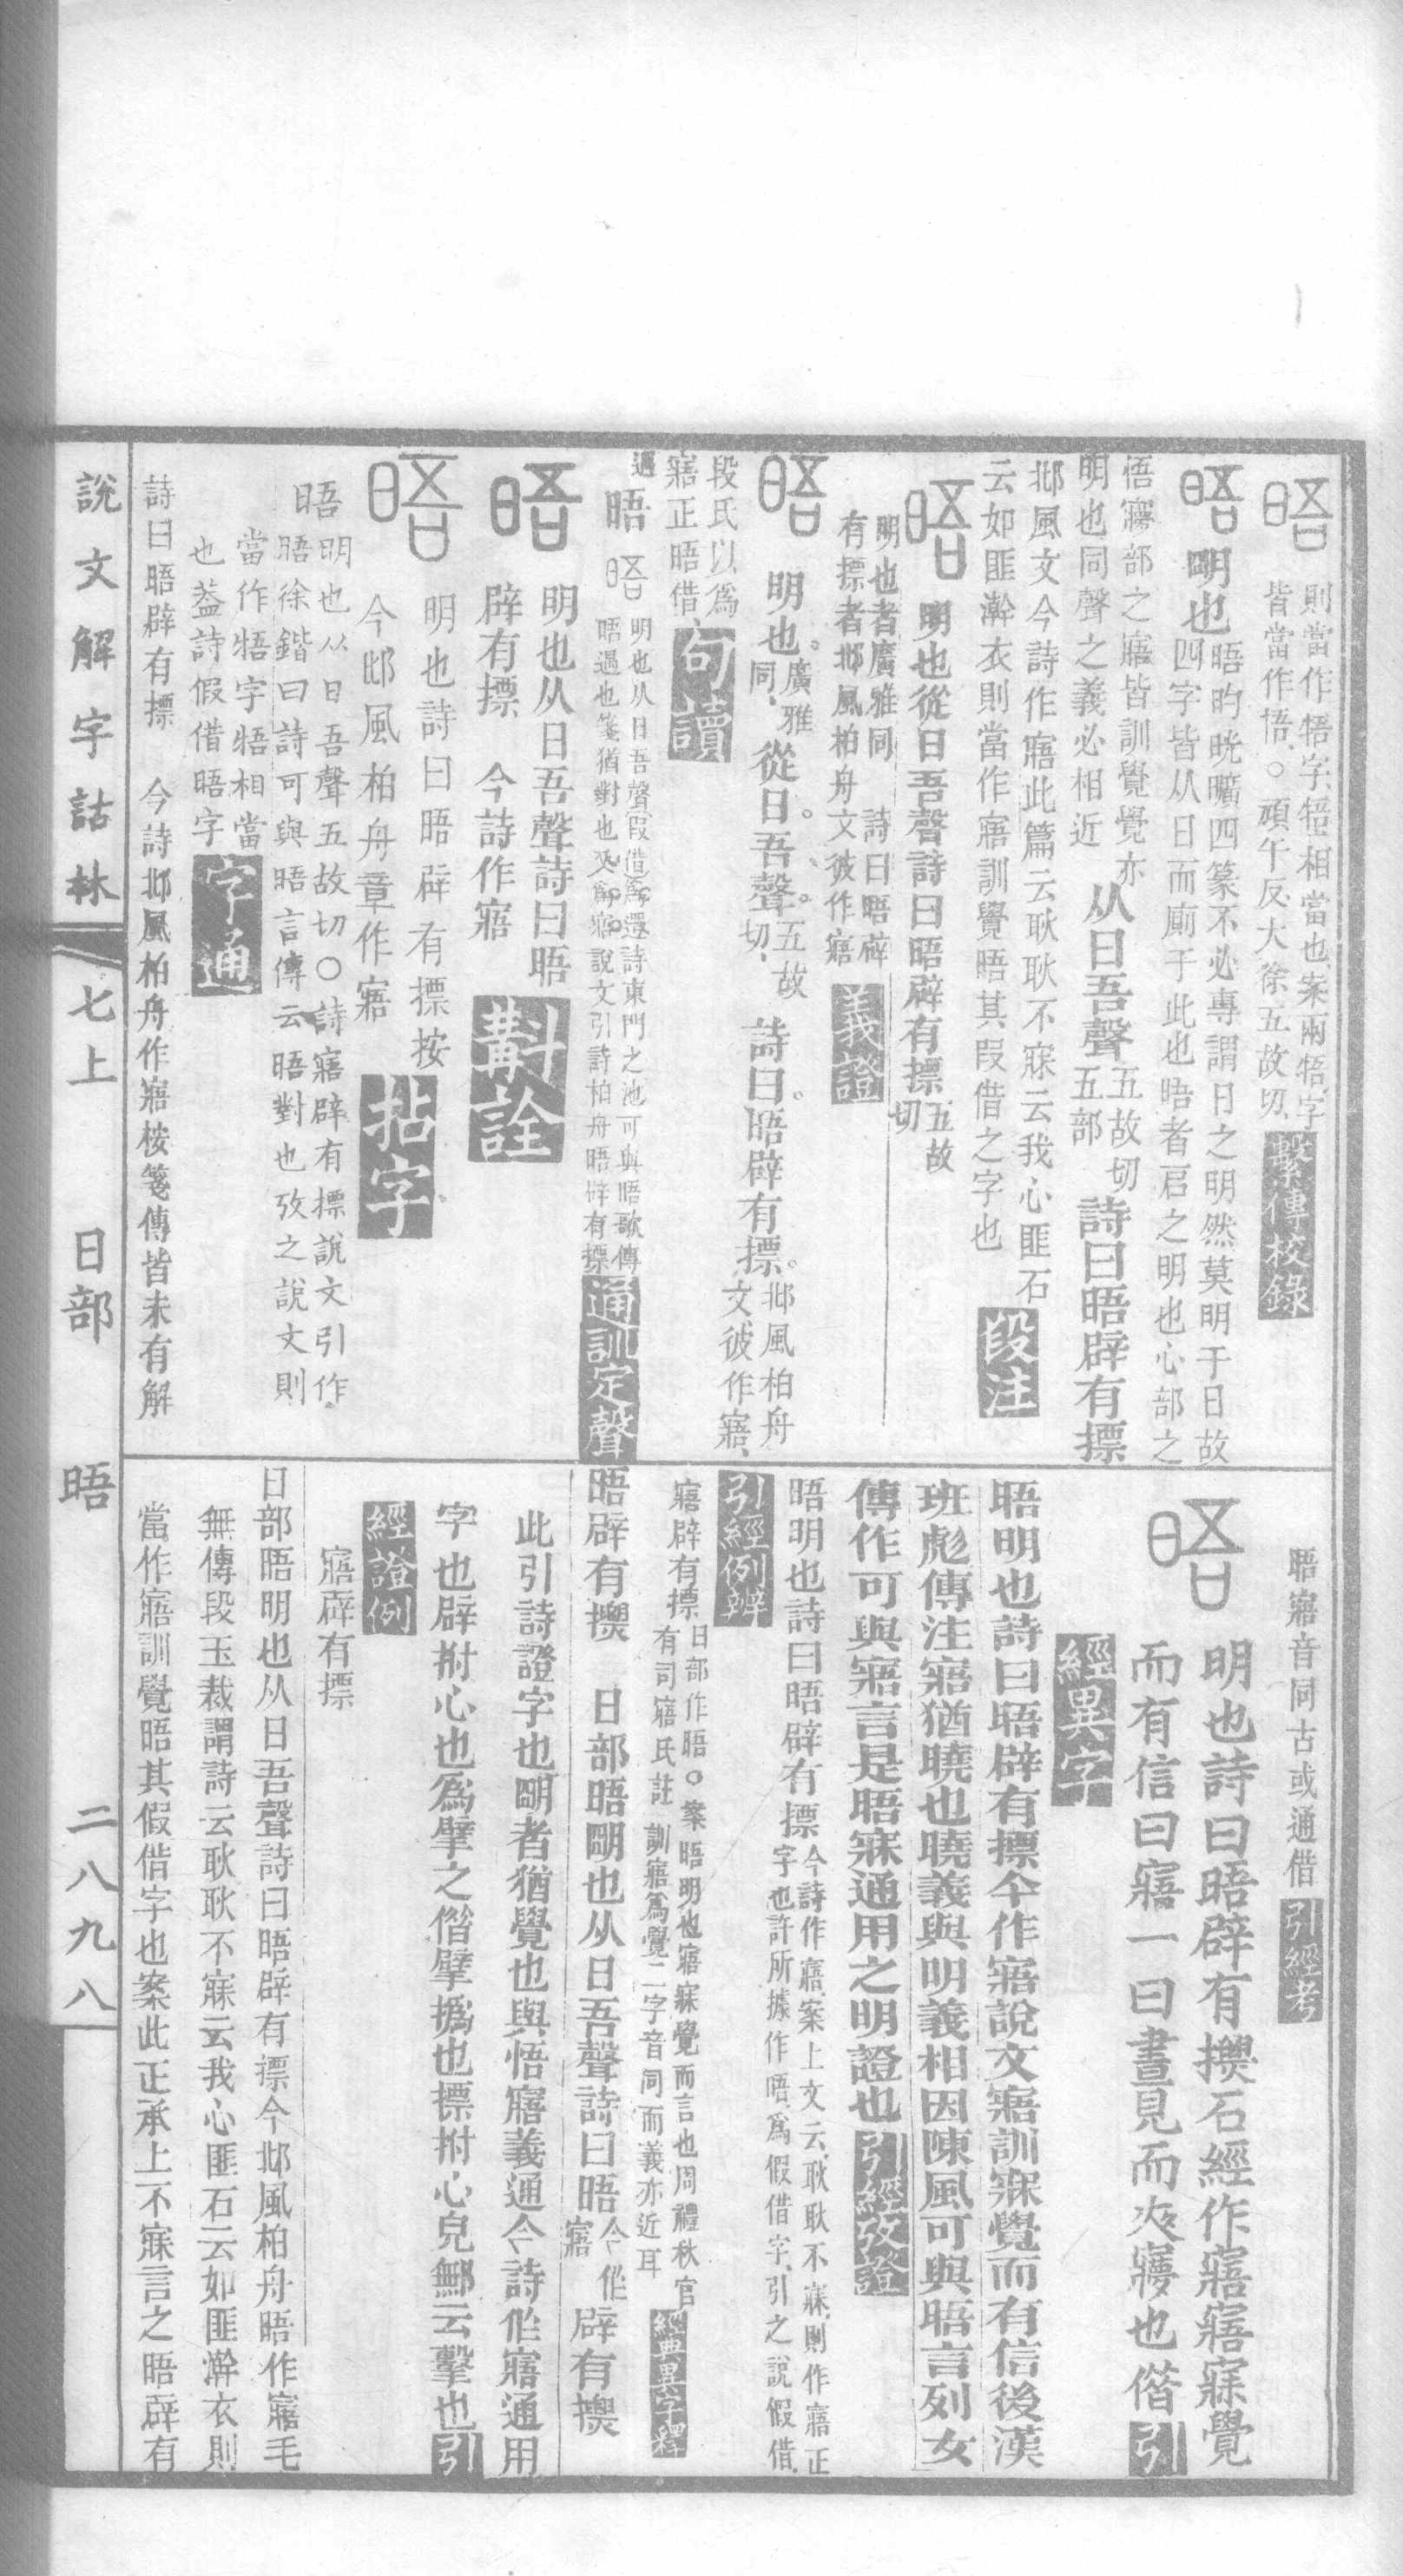 則當作牾字牾相當也案兩牾字
皆當作悟○頑午反大徐五故切
繫傳校錄
晤
朙也
晤昀晄曠四篆不必專謂日之明然莫明于日故
四字皆从日而廁于此也晤者启之明也心部之
悟㝱部之寤皆訓覺覺亦
明也同聲之義必相近
从日吾聲
五故切
五部
詩曰晤辟有摽
邶風文今詩作寤此篇云耿耿不寐云我心匪石
云如匪澣衣則當作寤訓覺晤其叚借之字也
段注
晤
明也從日吾聲詩曰晤辟有摽
五故
切
明也者廣雅同 詩曰晤辟
有摽者邶風柏舟文彼作寤
義證
晤
明也
廣雅
同
從日吾聲
五故
切
詩曰晤辟有摽
邶風柏舟
文彼作寤
段氏以爲
寤正晤借
句讀
遇
晤
明也从日吾聲叚借爲遻詩東門之池可與晤歌傳
晤遇也箋猶對也又爲寤說文引詩柏舟晤擗有摽
通訓定聲
晤
明也从日吾聲詩曰晤
辟有摽 今詩作寤
斠詮
晤
明也詩曰晤辟有摽按
今邶風柏舟章作寤
拈字
晤
明也从日吾聲五故切○詩寤辟有摽說文引作
晤徐鍇曰詩可與晤言傳云晤對也攷之說文則
當作牾字牾相當
也葢詩假借晤字
字通
詩曰晤辟有摽 今詩邶風柏舟作寤桉箋傳皆未有解
晤寤音同古或通借
引經考
晤
明也詩曰晤辟有㩠石經作寤寤寐覺
而有信曰寤一曰晝見而夾㝱也偕
引
經異字
晤明也詩曰晤辟有摽今作寤說文寤訓寐覺而有信後漢
班彪傳注寤猶曉也曉義與明義相因陳風可與晤言列女
傳作可與寤言是晤寐通用之明證也
引經攷證
晤明也詩曰晤辟有摽
今詩作寤案上文云耿耿不寐則作寤正
字也許所據作晤爲假借字引之說假借
引經例辨
寤辟有摽
日部作晤○案晤明也寤寐覺而言也周禮秋官
有司寤氏註訓寤爲覺二字音同而義亦近耳
經典異字釋
晤辟有㩠 日部晤朙也从日吾聲詩曰晤
今作
寤
辟有㩠
此引詩證字也朙者猶覺也與悟寤義通今詩作寤通用
字也辟拊心也爲擘之偕擘撝也摽拊心皃鄦云擊也
引
經證例
寤辟有摽
日部晤明也从日吾聲詩曰晤辟有摽今邶風柏舟晤作寤毛
無傳段玉裁謂詩云耿耿不寐云我心匪石云如匪澣衣則
當作寤訓覺晤其假偕字也案此正承上不寐言之晤辟有
說文解字詁林
七上
日部
晤
二八九八